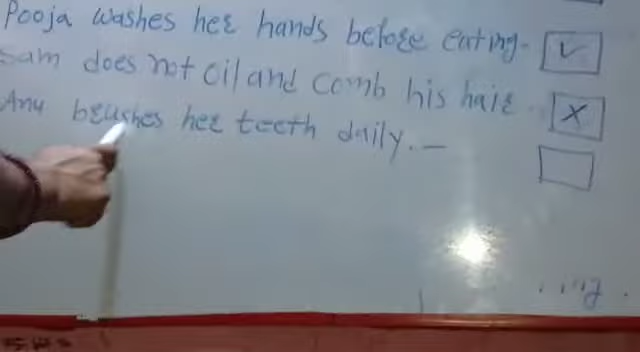 Pooja washes her hands before eating. ✓
Sam does not oil and comb his hair. X
Anu brushes her teeth daily. —